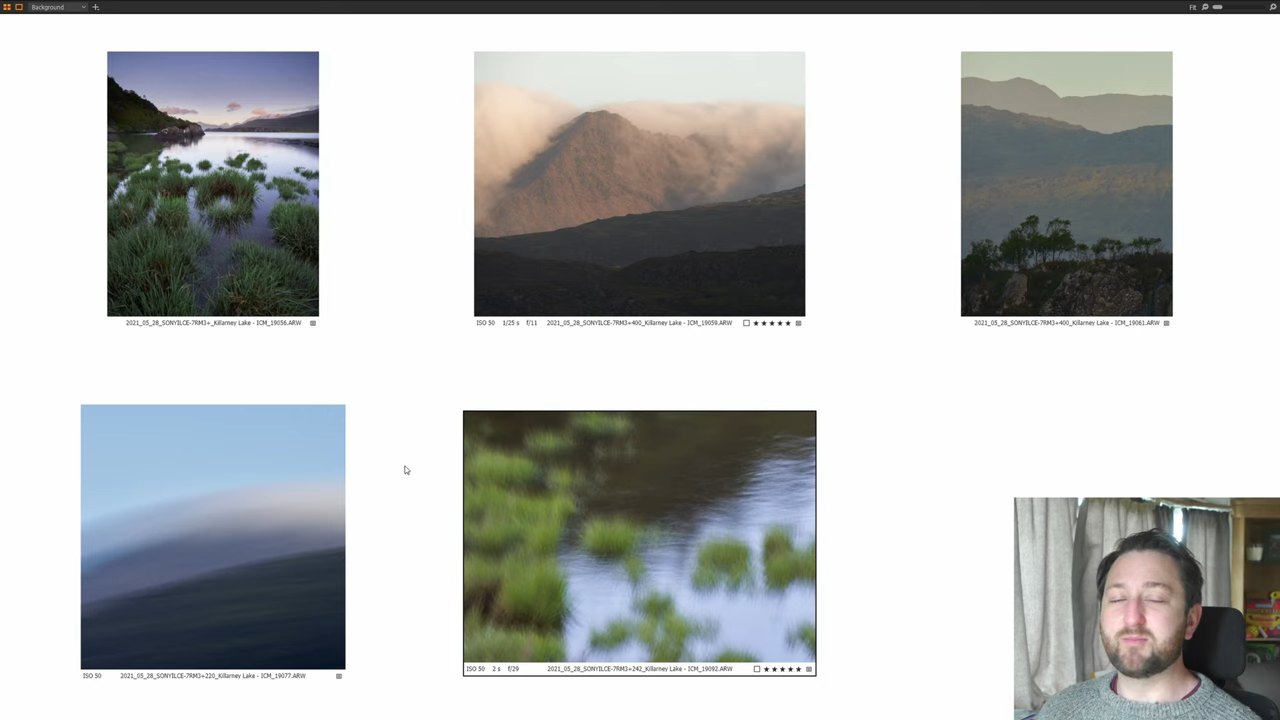 Background
Fit
2021_05_28_SONYILCE-7RM3+_Killarney Lake - ICM_19056.ARW
ISO 50 1/25 s f/11 2021_05_28_SONYILCE-7RM3+400_Killarney Lake - ICM_19059.ARW
2021_05_28_SONYILCE-7RM3+400_Killarney Lake - ICM_19061.ARW
ISO 50 2021_05_28_SONYILCE-7RM3+220_Killarney Lake - ICM_19077.ARW
ISO 50 2 s f/29 2021_05_28_SONYILCE-7RM3+242_Killarney Lake - ICM_19092.ARW